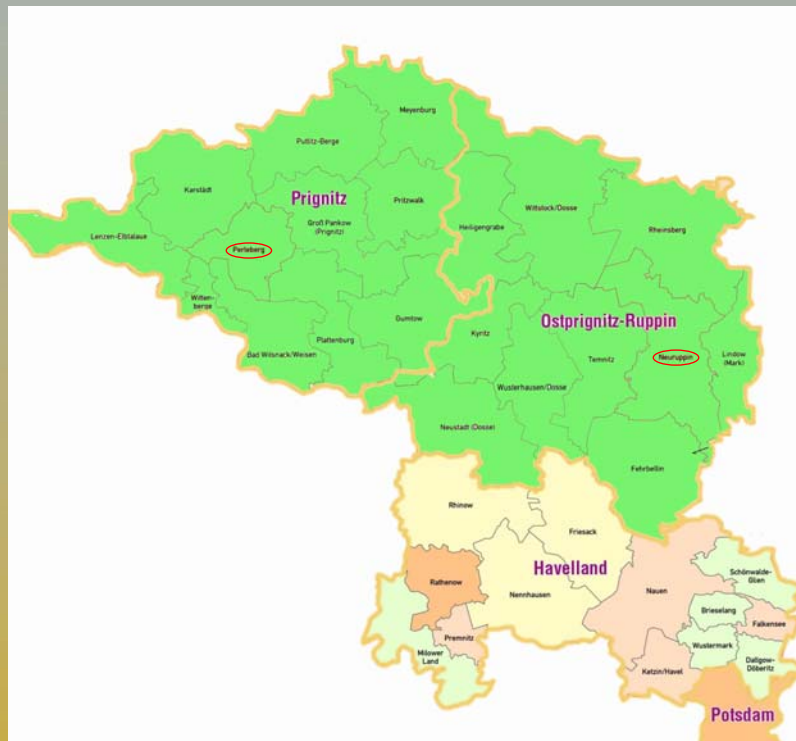 Meyenburg
Putlitz-Berge
Karstädt
Prignitz
Pritzwalk
Wittstock/Dosse
Groß Pankow
(Prignitz)
Heiligengrabe
Rheinsberg
Lenzen-Elbtalaue
Perleberg
Witten-
berge
Gumtow
Ostprignitz-Ruppin
Kyritz
Plattenburg
Bad Wilsnack/Weisen
Temnitz
Neuruppin
Lindow
(Mark)
Wusterhausen/Dosse
Neustadt (Dosse)
Fehrbellin
Rhinow
Friesack
Havelland
Rathenow
Nennhausen
Nauen
Schönwalde-
Glien
Brieselang
Falkensee
Premnitz
Wustermark
Milower
Land
Ketzin/Havel
Dallgow-
Döberitz
Potsdam